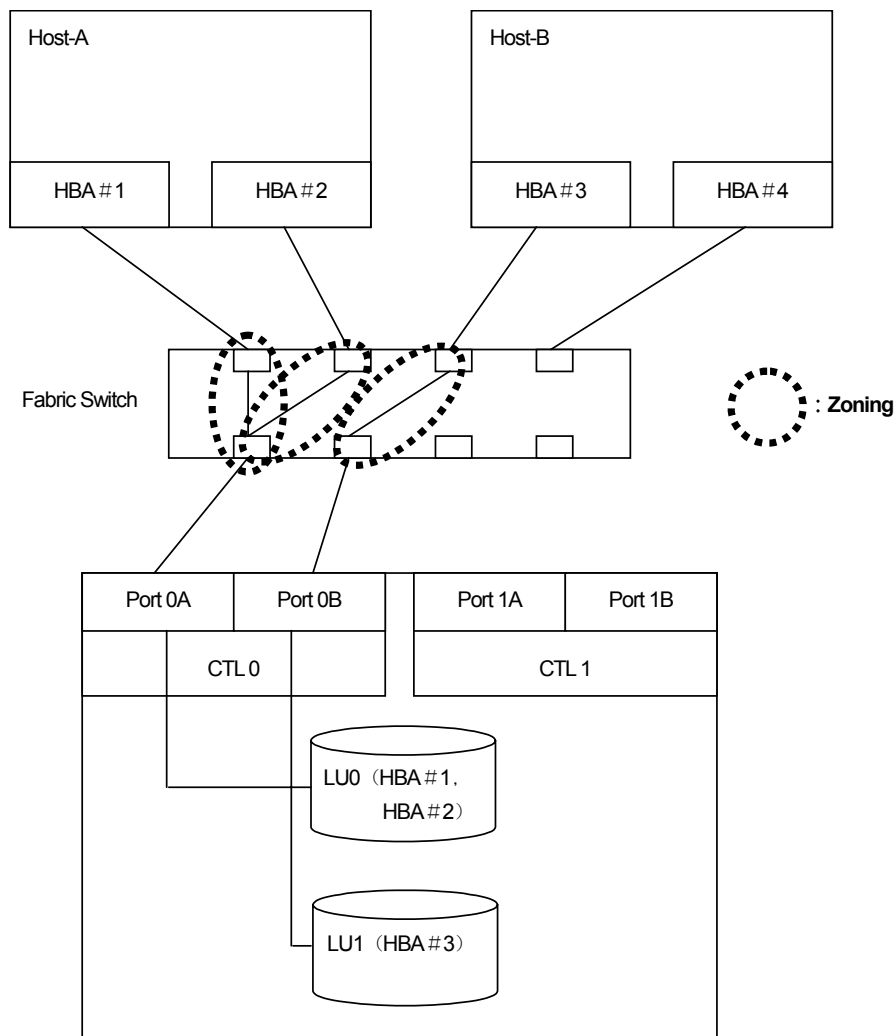 Host-A
Host-B
HBA＃1
HBA＃2
HBA＃3
HBA＃4
Fabric Switch
: Zoning
Port 0A
Port 0B
Port 1A
Port 1B
CTL 0
CTL 1
LU0（HBA＃1，
HBA＃2）
LU1（HBA＃3）